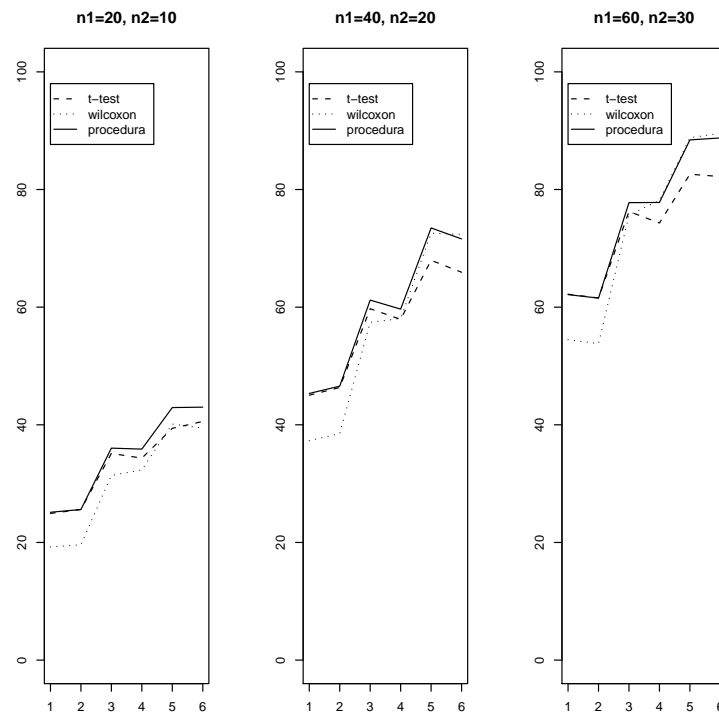 n1=20, n2=10
100
80
60
40
20
0
t−test
wilcoxon
procedura
1 2 3 4 5 6
n1=40, n2=20
100
80
60
40
20
0
t−test
wilcoxon
procedura
1 2 3 4 5 6
n1=60, n2=30
100
80
60
40
20
0
t−test
wilcoxon
procedura
1 2 3 4 5 6